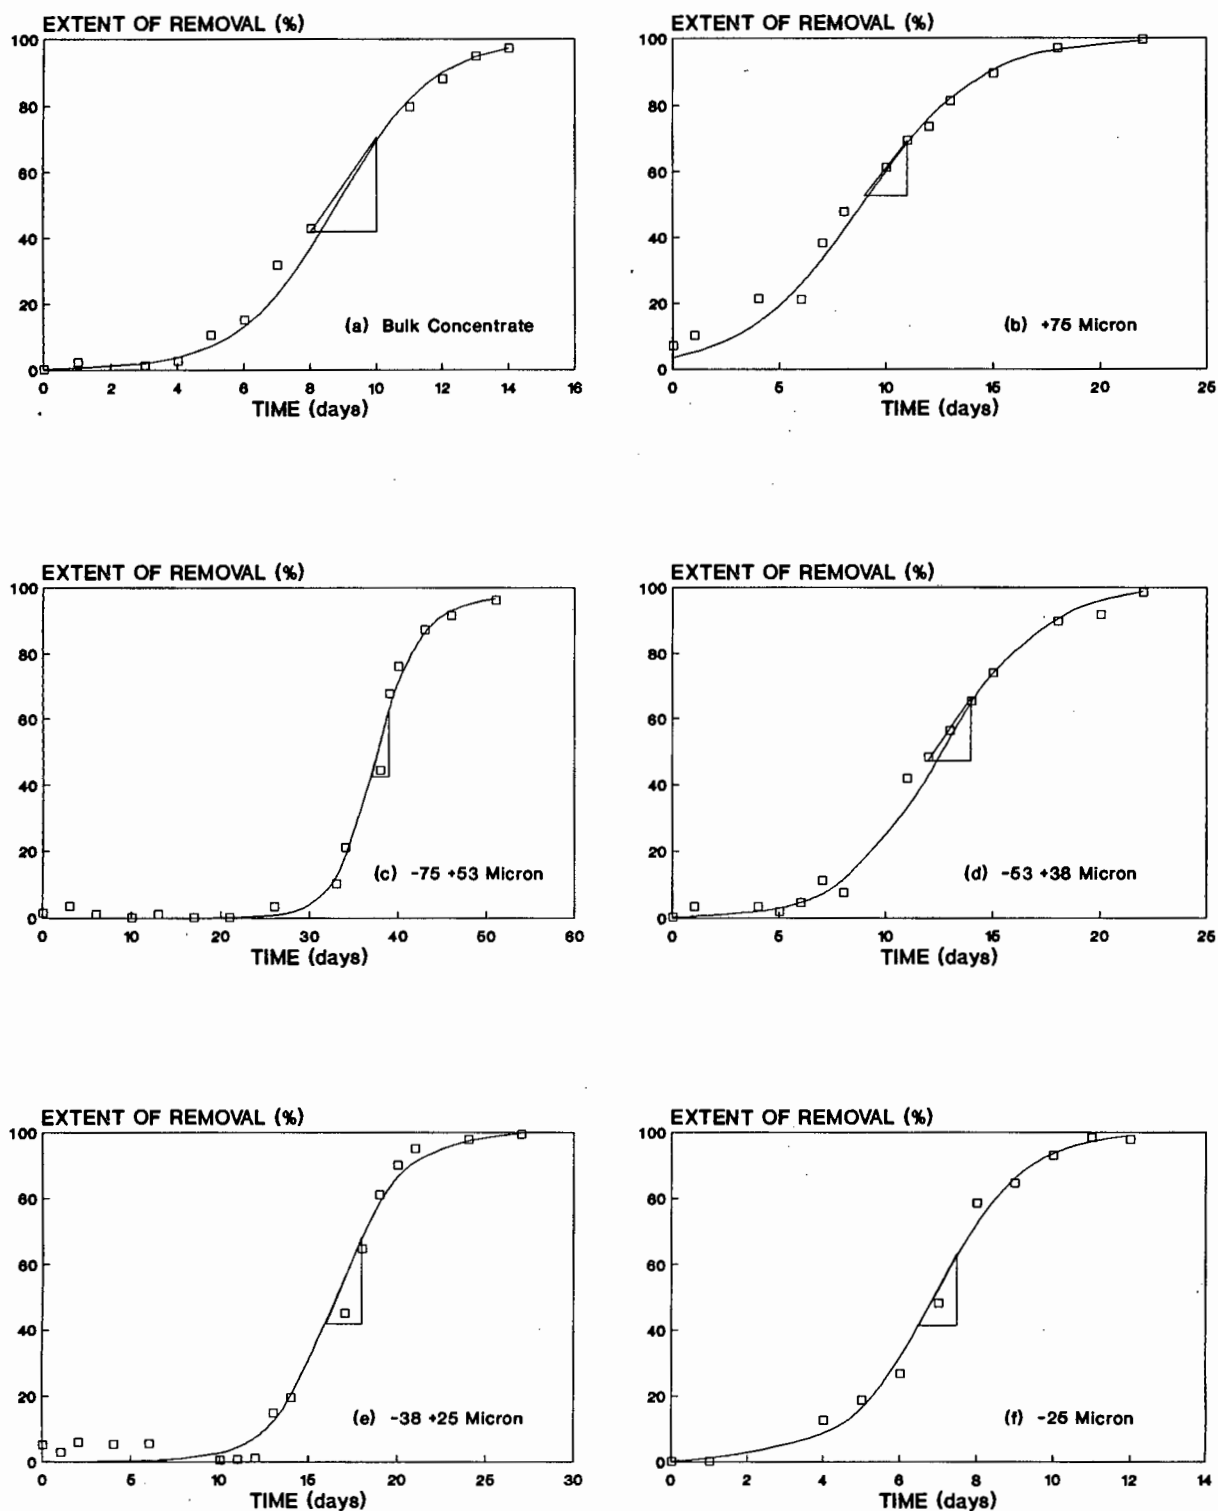 EXTENT OF REMOVAL (%)
100
80
60
40
20
0
(a) Bulk Concentrate
0 2 4 6 8 10 12 14 16
TIME (days)
EXTENT OF REMOVAL (%)
100
80
60
40
20
0
(b) +75 Micron
0 5 10 15 20 25
TIME (days)
EXTENT OF REMOVAL (%)
100
80
60
40
20
0
(c) -75 +53 Micron
0 10 20 30 40 50 60
TIME (days)
EXTENT OF REMOVAL (%)
100
80
60
40
20
0
(d) -53 +38 Micron
0 5 10 15 20 25
TIME (days)
EXTENT OF REMOVAL (%)
100
80
60
40
20
0
(e) -38 +25 Micron
0 5 10 15 20 25 30
TIME (days)
EXTENT OF REMOVAL (%)
100
80
60
40
20
0
(f) -25 Micron
0 2 4 6 8 10 12 14
TIME (days)